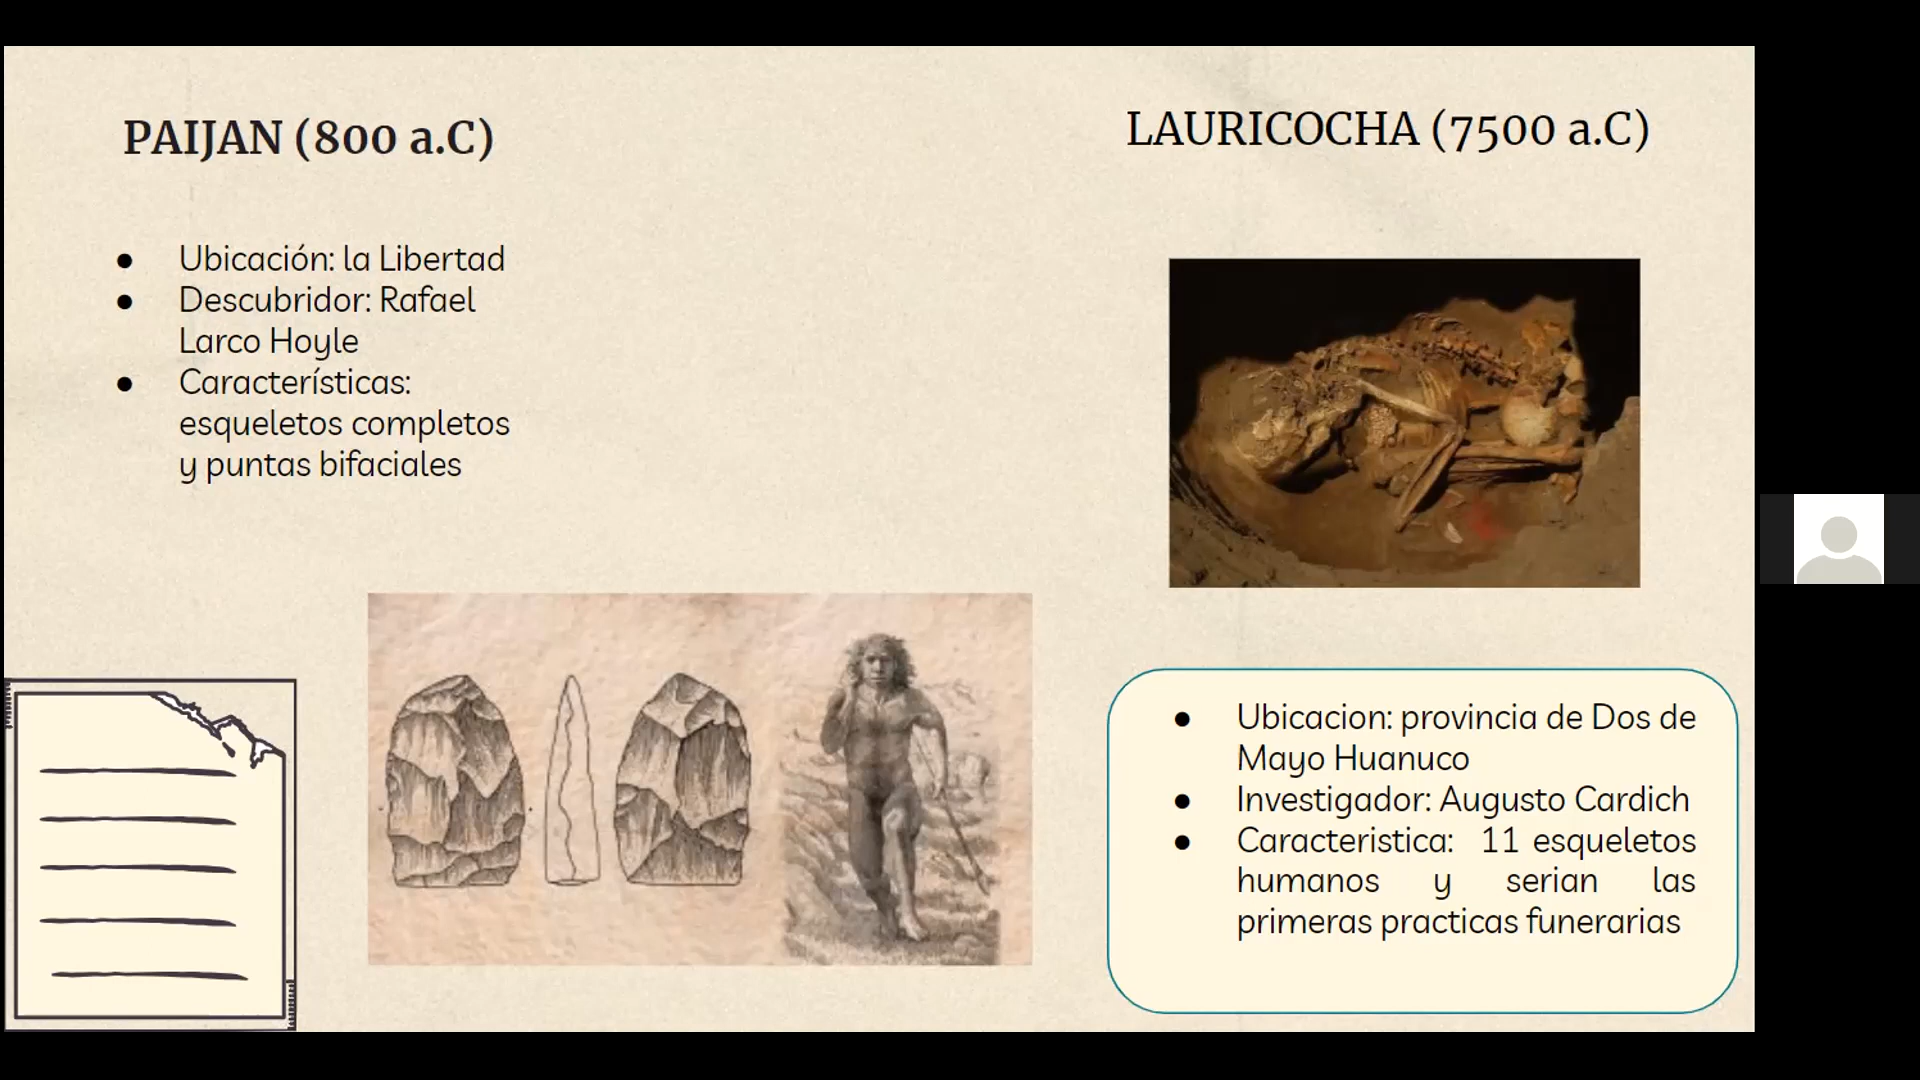 PAIJAN (800 a.C)
Ubicación: la Libertad
Descubridor: Rafael
Larco Hoyle
Características:
esqueletos completos
y puntas bifaciales
LAURICOCHA (7500 a.C)
Ubicacion: provincia de Dos de
Mayo Huanuco
Investigador: Augusto Cardich
Caracteristica: 11 esqueletos
humanos y serian las
primeras practicas funerarias